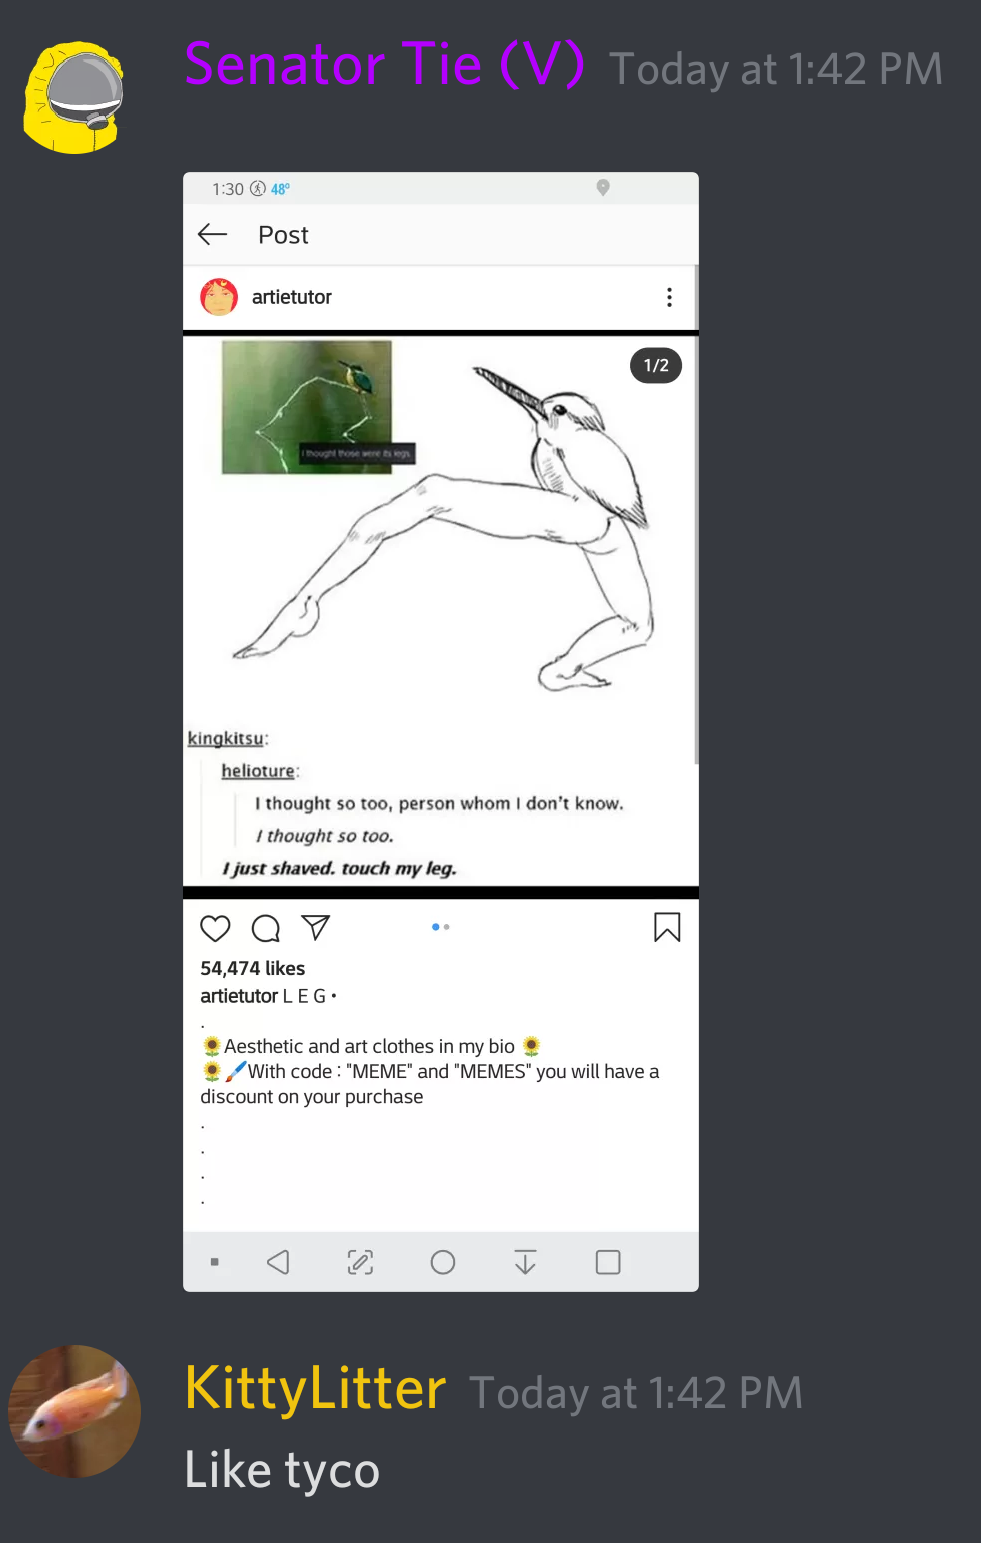 Senator Tie (V) Today at 1:42 PM
1:30 48°
Post
artietutor
1/2
I thought those were its legs.
kingkitsu:
helioture:
I thought so too, person whom I don't know.
I thought so too.
I just shaved. touch my leg.
54,474 likes
artietutor L E G •
.
🌻Aesthetic and art clothes in my bio 🌻
🌻🖌️With code : "MEME" and "MEMES" you will have a
discount on your purchase
.
.
.
.
KittyLitter Today at 1:42 PM
Like tyco